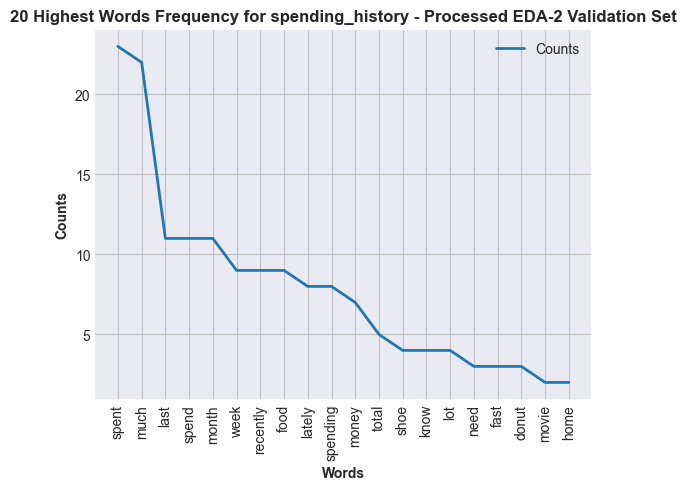 20 Highest Words Frequency for spending_history - Processed EDA-2 Validation Set
Counts
20
15
10
5
Counts
spent
much
last
spend
month
week
recently
food
lately
spending
money
total
shoe
know
lot
need
fast
donut
movie
home
Words